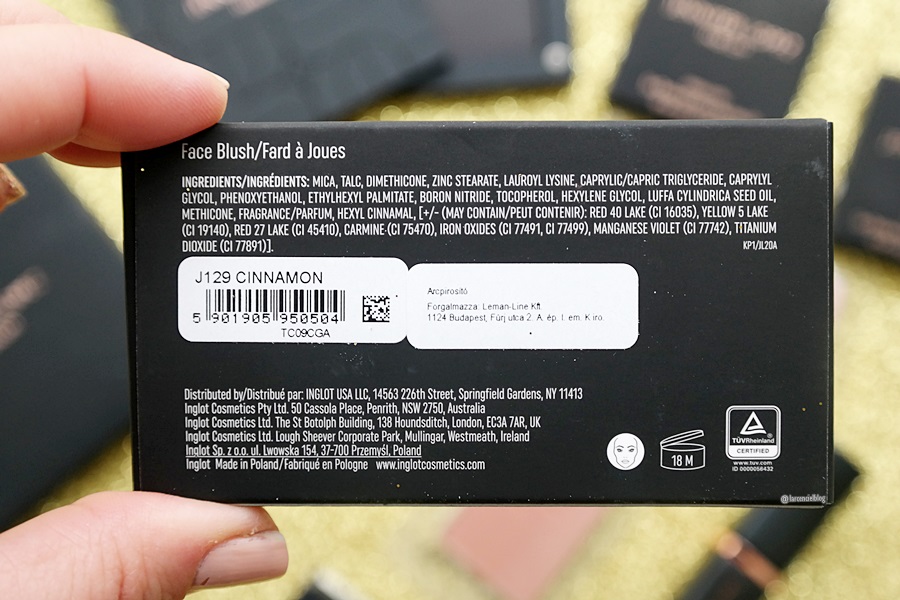 Face Blush/Fard à Joues
INGREDIENTS/INGRÉDIENTS: MICA, TALC, DIMETHICONE, ZINC STEARATE, LAUROYL LYSINE, CAPRYLIC/CAPRIC TRIGLYCERIDE, CAPRYLYL
GLYCOL, PHENOXYETHANOL, ETHYLHEXYL PALMITATE, BORON NITRIDE, TOCOPHEROL, HEXYLENE GLYCOL, LUFFA CYLINDRICA SEED OIL,
METHICONE, FRAGRANCE/PARFUM, HEXYL CINNAMAL, [+/- (MAY CONTAIN/PEUT CONTENIR): RED 40 LAKE (CI 16035), YELLOW 5 LAKE
(CI 19140), RED 27 LAKE (CI 45410), CARMINE (CI 75470), IRON OXIDES (CI 77491, CI 77499), MANGANESE VIOLET (CI 77742), TITANIUM
DIOXIDE (CI 77891)].
KP1/JL20A
J129 CINNAMON
5 901905 950504
TC09CGA
Arcpirosító
Forgalmazza: Leman-Line Kft
1124 Budapest, Fürj utca 2. A. ép. I. em. K iro.
Distributed by/Distribué par: INGLOT USA LLC, 14563 226th Street, Springfield Gardens, NY 11413
Inglot Cosmetics Pty Ltd. 50 Cassola Place, Penrith, NSW 2750, Australia
Inglot Cosmetics Ltd. The St Botolph Building, 138 Houndsditch, London, EC3A 7AR, UK
Inglot Cosmetics Ltd. Lough Sheever Corporate Park, Mullingar, Westmeath, Ireland
Inglot Sp. z o.o. ul. Lwowska 154, 37-700 Przemyśl, Poland
Inglot Made in Poland/Fabriqué en Pologne www.inglotcosmetics.com
18 M
TÜVRheinland
CERTIFIED
www.tuv.com
ID 0000056432